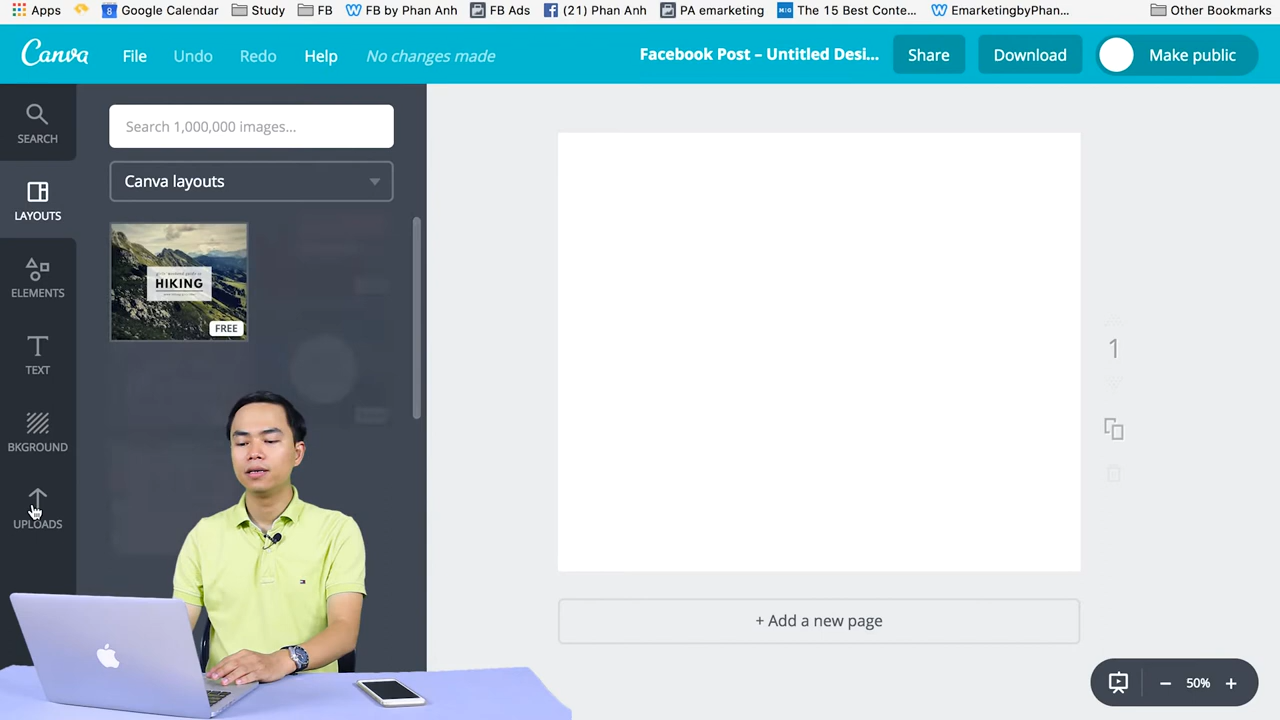 Apps
Google Calendar
Study
FB
FB by Phan Anh
FB Ads
(21) Phan Anh
PA emarketing
The 15 Best Conte...
EmarketingbyPhan...
Other Bookmarks
Canva
File
Undo
Redo
Help
No changes made
Facebook Post – Untitled Desi...
Share
Download
Make public
SEARCH
LAYOUTS
ELEMENTS
TEXT
BKGROUND
UPLOADS
Search 1,000,000 images...
Canva layouts
HIKING
FREE
1
+ Add a new page
50%